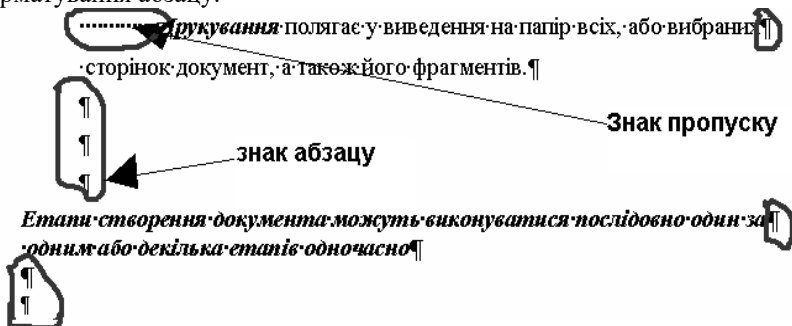 рматування абзацу.
············Друкування·полягає·у·виведення·на·папір·всіх,·або·вибраних¶
·сторінок·документ,·а·також·його·фрагментів.¶
¶
Знак пропуску
¶
знак абзацу
¶
Етапи·створення·документа·можуть·виконуватися·послідовно·один·за¶
·одним·або·декілька·етапів·одночасно¶
¶
¶